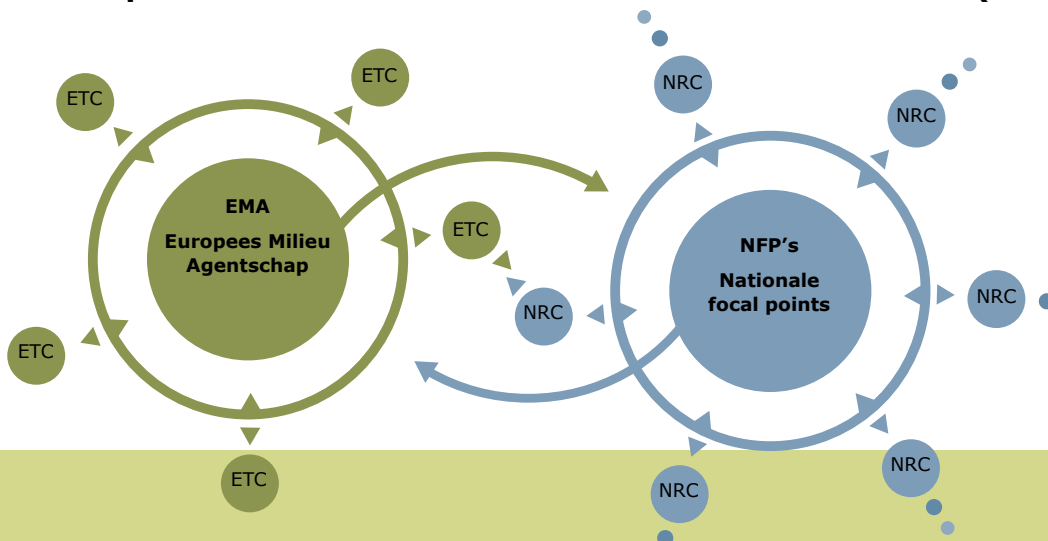 ETC
ETC
EMA
Europees Milieu
Agentschap
ETC
ETC
ETC
NRC
NRC
NFP's
Nationale
focal points
NRC
NRC
NRC
NRC